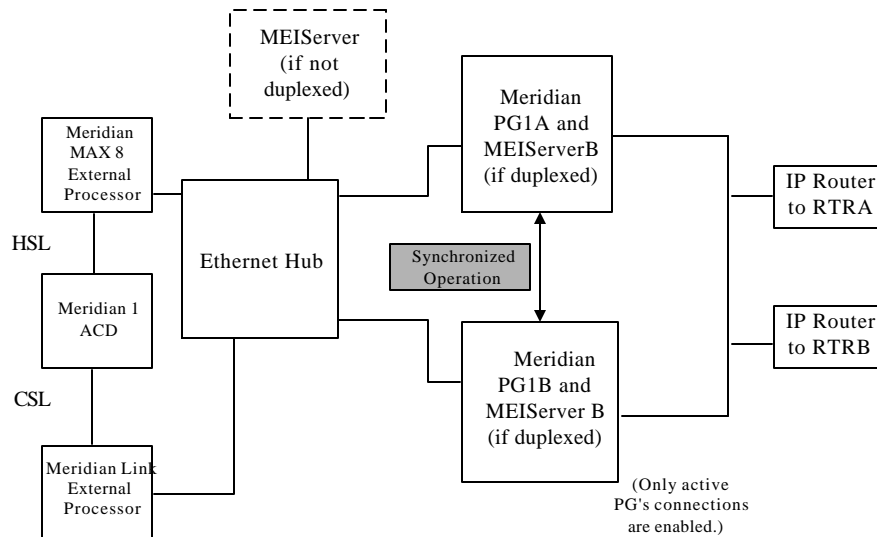 MEIServer
(if not
duplexed)
Meridian
MAX 8
External
Processor
HSL
Meridian 1
ACD
CSL
Meridian Link
External
Processor
Ethernet Hub
Meridian
PG1A and
MEIServerB
(if duplexed)
Synchronized
Operation
Meridian
PG1B and
MEIServer B
(if duplexed)
IP Router
to RTRA
IP Router
to RTRB
(Only active
PG's connections
are enabled.)